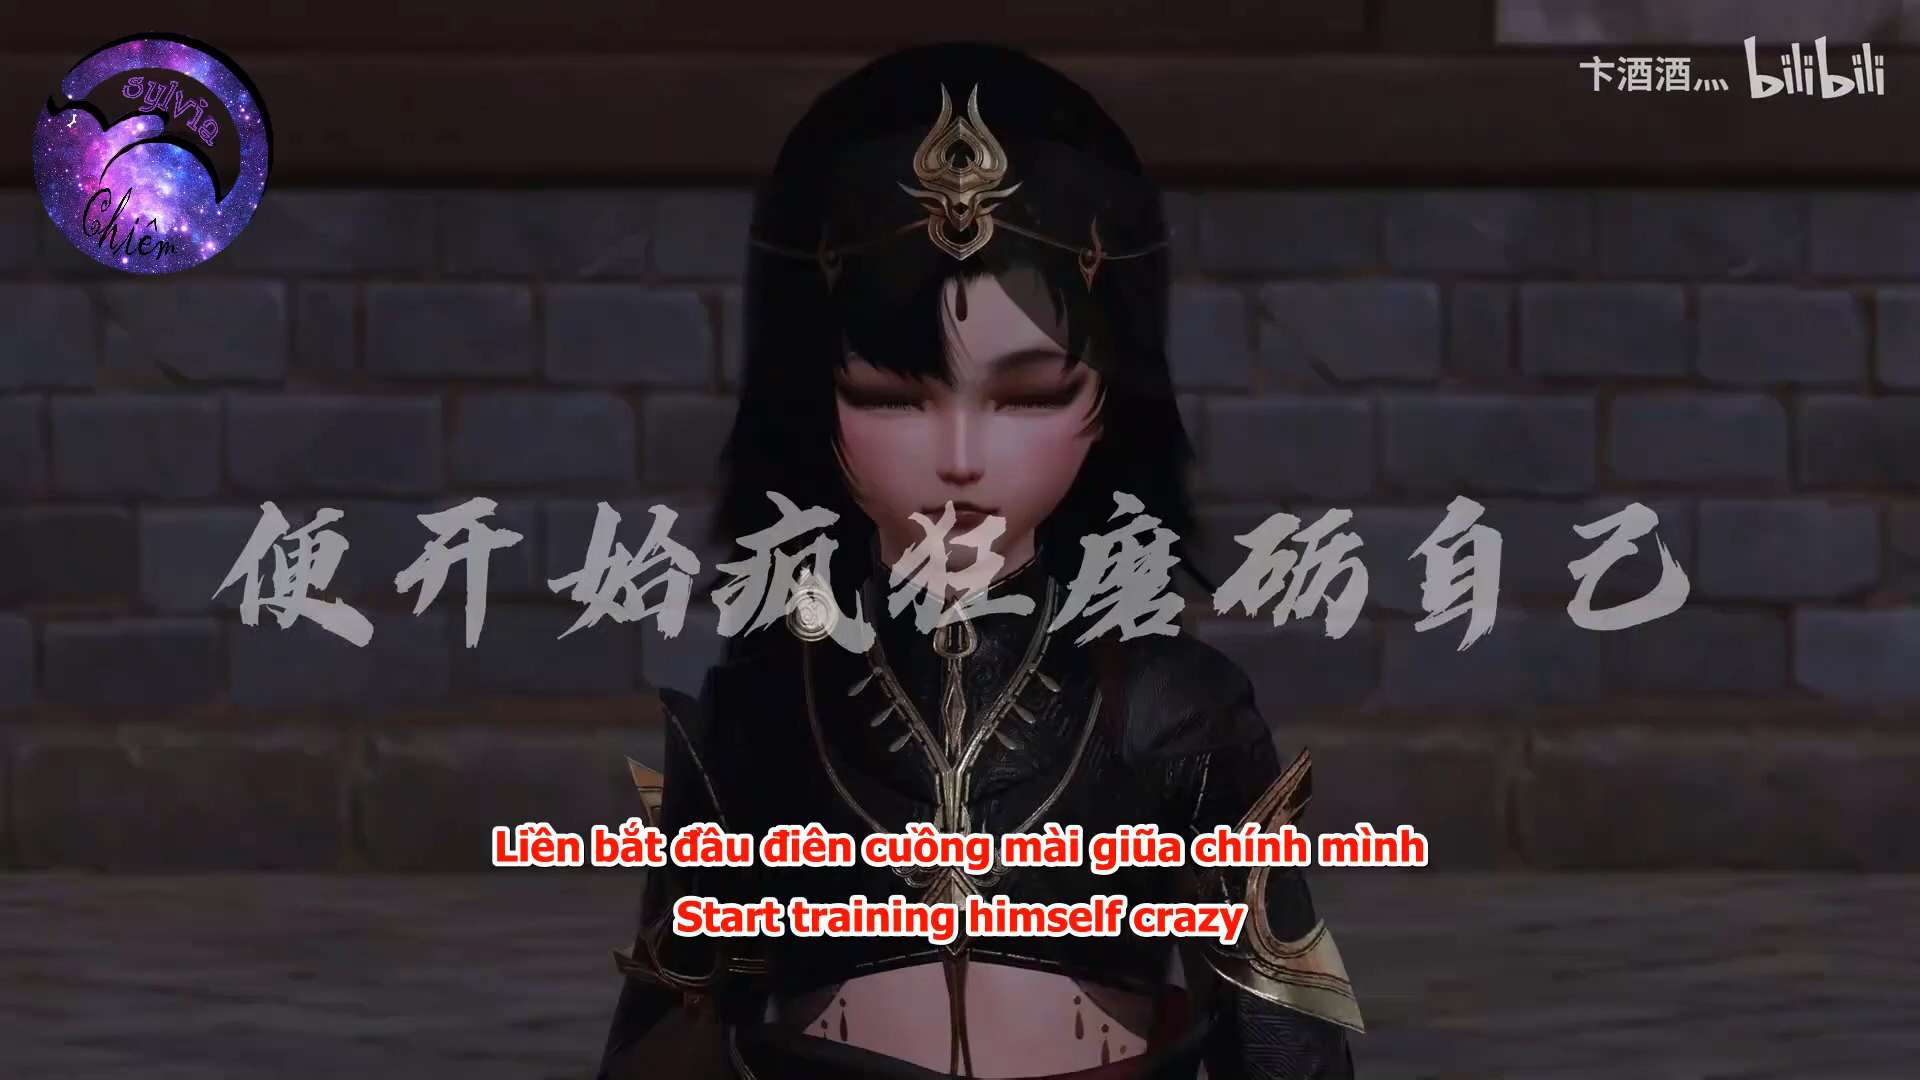 sylvia
Chiêm
卞酒酒灬 bilibili
便开始疯狂磨砺自己
Liền bắt đầu điên cuồng mài giũa chính mình
Start training himself crazy